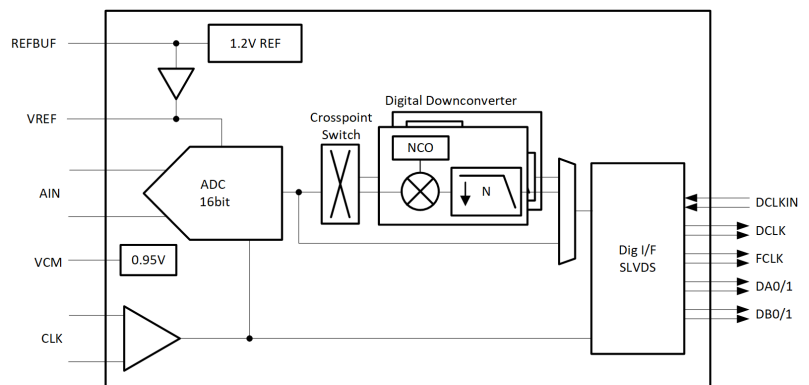 REFBUF
1.2V REF
VREF
Digital Downconverter
Crosspoint
Switch
NCO
ADC
16bit
N
AIN
DCLKIN
DCLK
Dig I/F
SLVDS
FCLK
VCM
0.95V
DA0/1
DB0/1
CLK